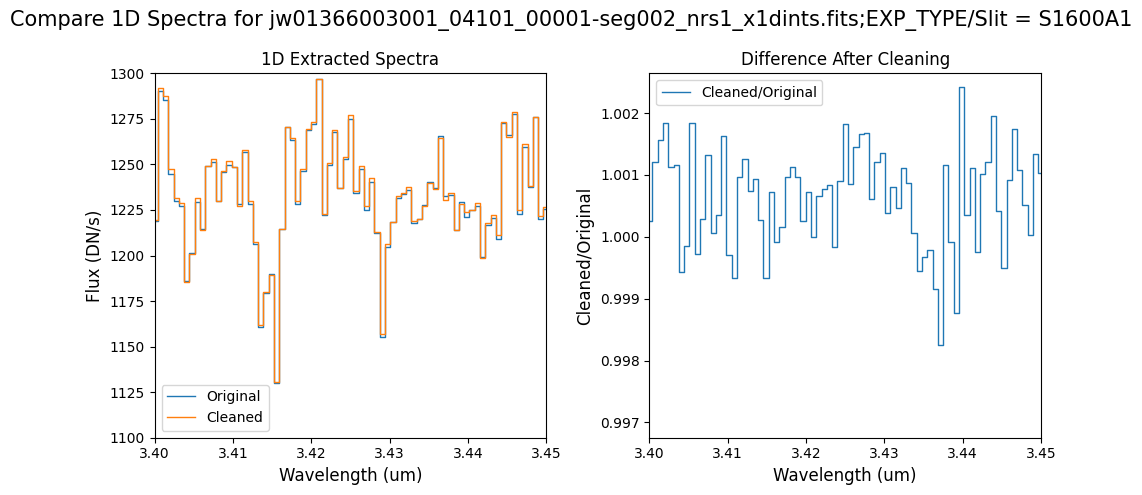 Compare 1D Spectra for jw01366003001_04101_00001-seg002_nrs1_x1dints.fits;EXP_TYPE/Slit = S1600A1
1D Extracted Spectra
Flux (DN/s)
1300
1275
1250
1225
1200
1175
1150
1125
1100
Original
Cleaned
3.40
3.41
3.42
3.43
3.44
3.45
Wavelength (um)
Difference After Cleaning
Cleaned/Original
Cleaned/Original
1.002
1.001
1.000
0.999
0.998
0.997
3.40
3.41
3.42
3.43
3.44
3.45
Wavelength (um)